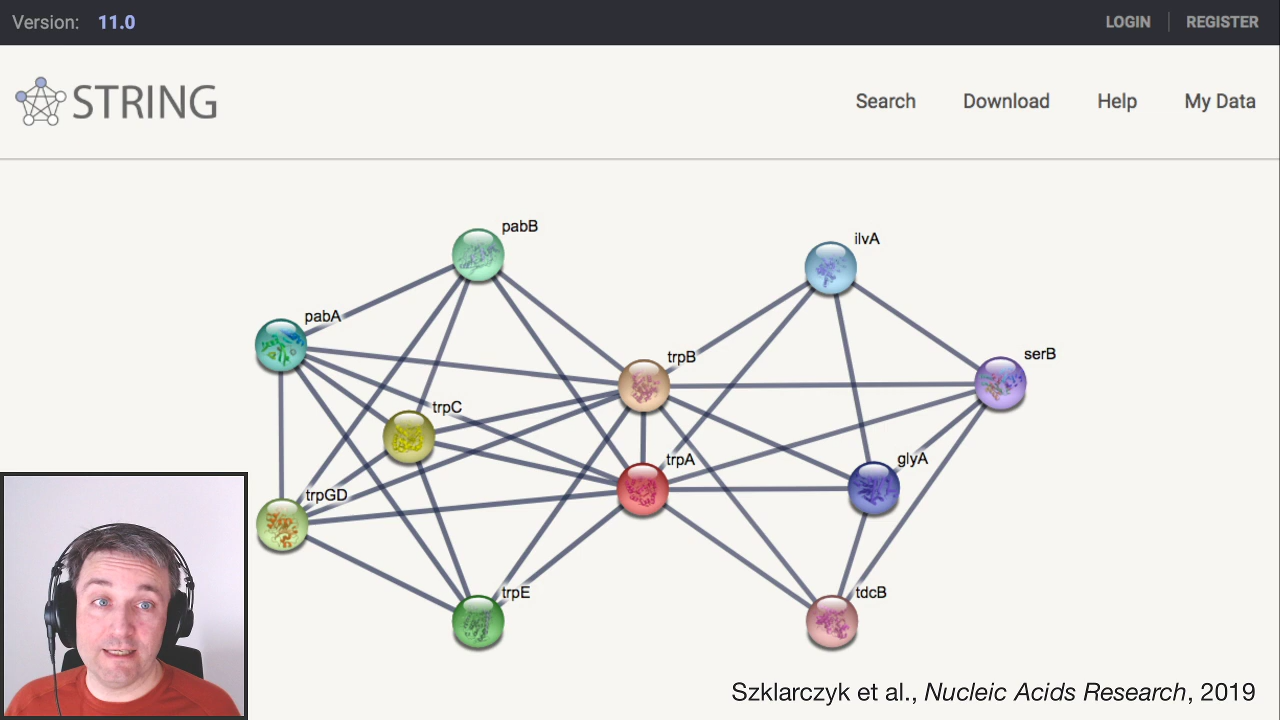 Version: 11.0 LOGIN REGISTER
STRING Search Download Help My Data
pabB
ilvA
pabA
serB
trpB
trpC
glyA
trpA
trpGD
trpE
tdcB
Szklarczyk et al., Nucleic Acids Research, 2019